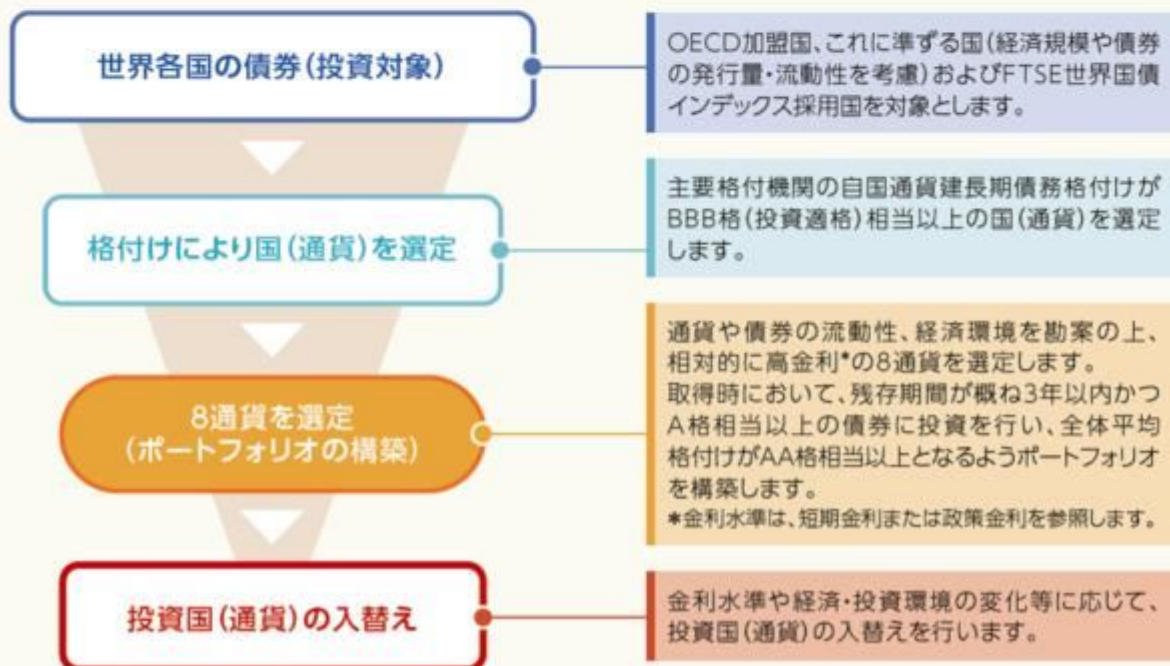 世界各国の債券(投資対象)
OECD加盟国、これに準ずる国(経済規模や債券
の発行量・流動性を考慮)およびFTSE世界国債
インデックス採用国を対象とします。
格付けにより国(通貨)を選定
主要格付機関の自国通貨建長期債務格付けが
BBB格(投資適格)相当以上の国(通貨)を選定
します。
8通貨を選定
(ポートフォリオの構築)
通貨や債券の流動性、経済環境を勘案の上、
相対的に高金利*の8通貨を選定します。
取得時において、残存期間が概ね3年以内かつ
A格相当以上の債券に投資を行い、全体平均
格付けがAA格相当以上となるようポートフォリオ
を構築します。
*金利水準は、短期金利または政策金利を参照します。
投資国(通貨)の入替え
金利水準や経済・投資環境の変化等に応じて、
投資国(通貨)の入替えを行います。